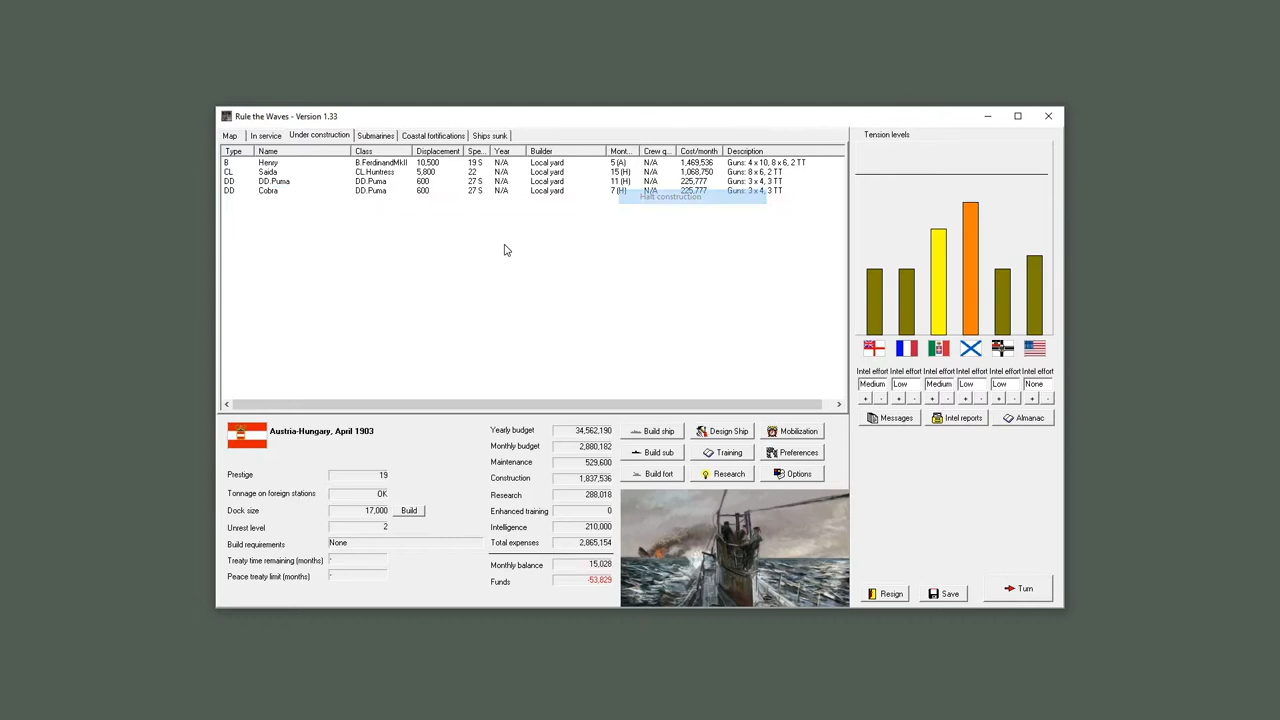 Rule the Waves - Version 1.33
Map In service Under construction Submarines Coastal fortifications Ships sunk
Type Name Class Displacement Spe... Year Builder Mont... Crew q... Cost/month Description
B Henry B.FerdinandMkII 10,500 19 S N/A Local yard 5 (A) N/A 1,469,536 Guns: 4 x 10, 8 x 6, 2 TT
CL Saida CL.Huntress 5,800 22 N/A Local yard 15 (H) N/A 1,068,750 Guns: 8 x 6, 2 TT
DD DD.Puma DD.Puma 600 27 S N/A Local yard 11 (H) N/A 225,777 Guns: 3 x 4, 3 TT
DD Cobra DD.Puma 600 27 S N/A Local yard 7 (H) N/A 225,777 Guns: 3 x 4, 3 TT
Halt construction
Austria-Hungary, April 1903
Prestige 19
Tonnage on foreign stations OK
Dock size 17,000 Build
Unrest level 2
Build requirements None
Treaty time remaining (months) -
Peace treaty limit (months) -
Yearly budget 34,562,190
Monthly budget 2,880,182
Maintenance 529,600
Construction 1,837,536
Research 288,018
Enhanced training 0
Intelligence 210,000
Total expenses 2,865,154
Monthly balance 15,028
Funds -53,829
Build ship Design Ship Mobilization
Build sub Training Preferences
Build fort Research Options
Tension levels
Intel effort Intel effort Intel effort Intel effort Intel effort Intel effort
Medium Low Medium Low Low None
+ - + - + - + - + - + -
Messages Intel reports Almanac
Resign Save Turn